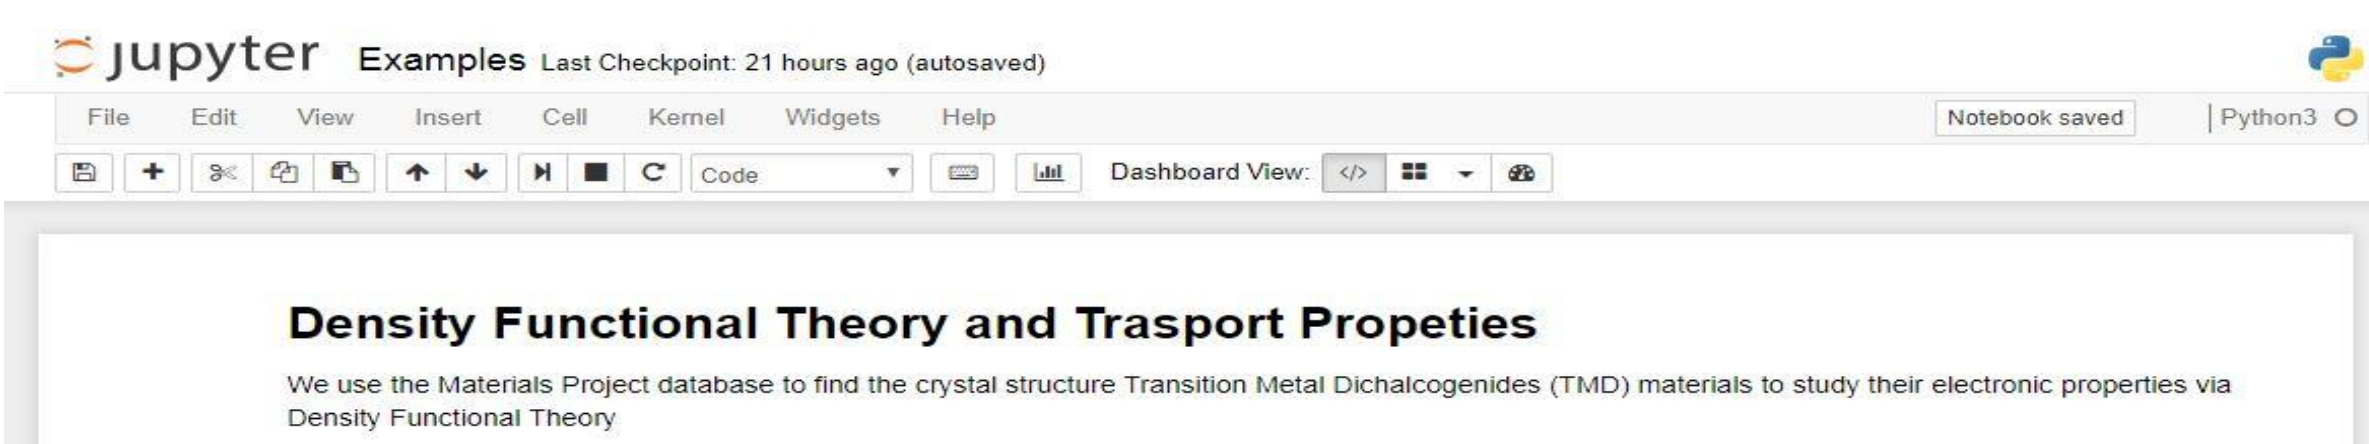 jupyter Examples Last Checkpoint: 21 hours ago (autosaved)
File Edit View Insert Cell Kernel Widgets Help Notebook saved | Python3
Code Dashboard View: </>
Density Functional Theory and Trasport Propeties
We use the Materials Project database to find the crystal structure Transition Metal Dichalcogenides (TMD) materials to study their electronic properties via
Density Functional Theory